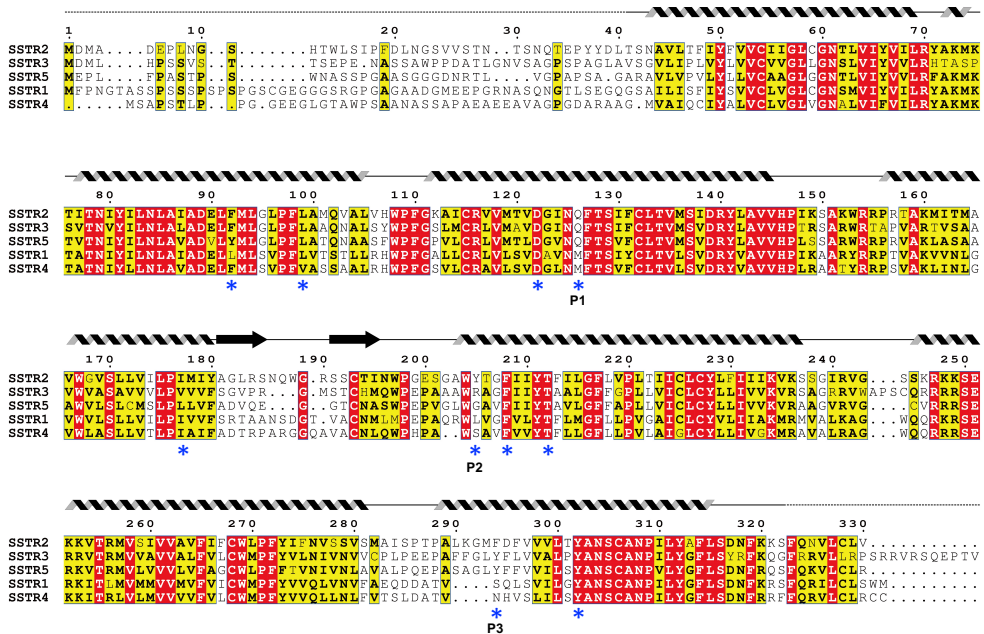 1 10 20 30 40 50 60 70
SSTR2 MDMA....DEPLNG.S......HTWLSIPFDLNGSVVSTN..TSNQTEPYYDLTSNAVLTFIYFVVCIIGLCGNTLVIYVILRYAKMK
SSTR3 MDML....HPSSVS.T......TSEPE.NASSAWPPDATLGNVSAGPSPAGLAVSGVLIPLVYLVVCVVGLLGNSLVIYVVLRHTASP
SSTR5 MEPL....FPASTP.S......WNASSPGAASGGGDNRTL...VGPAPSA.GARAVLVPVLYLLVCAAGLGGNTLVIYVVLRFAKMK
SSTR1 MFPNGTASSPSSSPSPSPGSCGEGGGSRGPGAGAADGMEEPGRNASQNGTLSEGQGSAILISFIYSVVCLVGLCGNSMVIYVILRYAKMK
SSTR4 .....MSAPSTLP..PGGEEGLGTAWPSAANASSAPAEAEEAVAGPGDARAAG.MVAIQCIYALVCLVGLVGNALVIFVILRYAKMK
80 90 100 110 120 130 140 150 160
SSTR2 TITNIYILNLAIADELFMLGLPFLAMQVALVHWPFGKAICRVVMTVDGINQFTSIFCLTVMSIDRYLAVVHPIKSAKWRRPRTAKMITMA
SSTR3 SVTNVYILNLALADELFMLGLPFLAAQNALSYWPFGSLMCRLVMAVDGINQFTSIFCLTVMSVDRYLAVVHPTRSARWRTAPVARTVSAA
SSTR5 TVTNIYILNLAVADVLYMLGLPFLATQNAASFWPFGPVLCRLVMTLDGVNQFTSVFCLTVMSVDRYLAVVHPLSSARWRRPRVAKLASAA
SSTR1 TATNIYILNLAIADELLMLSVPFLVTSTLLRHWPFGALLCRLVLSVDAVNMFTSIYCLTVLSVDRYVAVVHPIKAARYRRPTVAKVVNLG
SSTR4 TATNIYLLNLAVADELFMLSVPFVASSAALRHWPFGSVLCRAVLSVDGLNMFTSVFCLTVLSVDRYVAVVHPLRAATYRRPSVAKLINLG
* * * *
P1
170 180 190 200 210 220 230 240 250
SSTR2 VWGVSLLVILPIMIYAGLRSNQWG.RSSCTINWPGESGAWYTGFIIYTFILGFLVPLTIICLCYLFIIIKVKSSGIRVG...SSKRKKSE
SSTR3 VWVASAVVVLPVVVFSGVPR....G.MSTCHMQWPEPAAAWRAGFIIYTAALGFFGPLLVICLCYLLIVVKVRSAGRRVWAPSCQRRRRSE
SSTR5 AWVLSLCMSLPLLVFADVQE....G.GTCNASWPEPVGLWGAVFIIYTAVLGFFAPLLVICLCYLLIVVKVRAAGVRVG...CVRRRRSE
SSTR1 VWVLSLLVILPIVVFSRTAANSDGT.VACNMLMPEPAQRWLVGFVLYTFLMGFLLPVGAICLCYVLIIAKMRMVALKAG...WQQRKRSE
SSTR4 VWLASLLVTLPIAIFADTRPARGGQAVACNLQWPHPA..WSAVFVVYTFLLGFLLPVLAIGLCYLLIVGKMRAVALRAG...WQQRRRSE
* * * *
P2
260 270 280 290 300 310 320 330
SSTR2 KKVTRMVSIVVAVFIFCWLPFYIFNVSSVSMAISPTPALKGMFDFVVVLTYANSCANPILYAFLSDNFKKSFQNVLCLV...........
SSTR3 RRVTRMVVAVVALFVLCWMPFYVLNIVNVVCPLPEEPAFFGLYFLVVALPYANSCANPILYGFLSYRFKQGFRRVLLRPSRRVRSQEPTV
SSTR5 RKVTRMVLVVVLVFAGCWLPFFTVNIVNLAVALPQEPASAGLYFFVVILSYANSCANPVLYGFLSDNFRQSFQKVLCLR...........
SSTR1 RKITLMVMMVVMVFVICWMPFYVVQLVNVFAEQDDATV....SQLSVILGYANSCANPILYGFLSDNFKRSFQRILCLSWM.........
SSTR4 KKITRLVLMVVVVFVLCWMPFYVVQLLNLFVTSLDATV....NHVSLILSYANSCANPILYGFLSDNFRRFFQRVLCLRCC.........
* *
P3